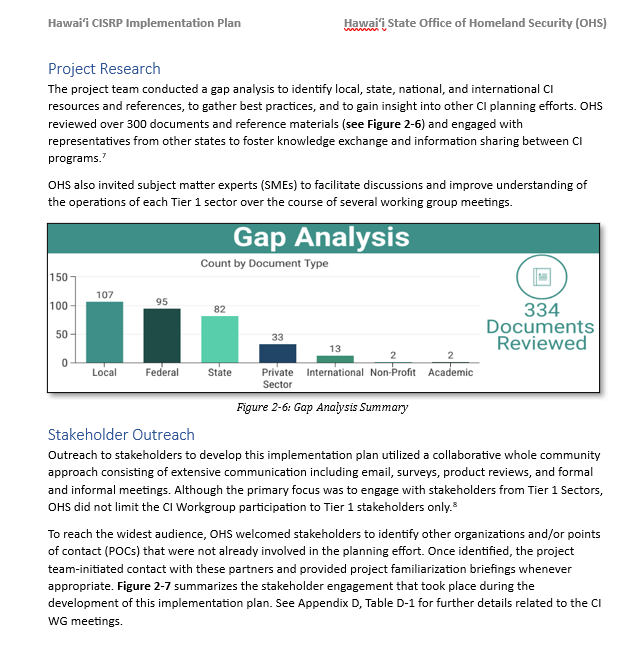 Hawai‘i CISRP Implementation Plan
Hawai‘i State Office of Homeland Security (OHS)
Project Research
The project team conducted a gap analysis to identify local, state, national, and international CI
resources and references, to gather best practices, and to gain insight into other CI planning efforts. OHS
reviewed over 300 documents and reference materials (see Figure 2-6) and engaged with
representatives from other states to foster knowledge exchange and information sharing between CI
programs.⁷
OHS also invited subject matter experts (SMEs) to facilitate discussions and improve understanding of
the operations of each Tier 1 sector over the course of several working group meetings.
Gap Analysis
Count by Document Type
150
100
50
0
107
95
82
33
13
2
2
Local
Federal
State
Private
Sector
International
Non-Profit
Academic
334
Documents
Reviewed
Figure 2-6: Gap Analysis Summary
Stakeholder Outreach
Outreach to stakeholders to develop this implementation plan utilized a collaborative whole community
approach consisting of extensive communication including email, surveys, product reviews, and formal
and informal meetings. Although the primary focus was to engage with stakeholders from Tier 1 Sectors,
OHS did not limit the CI Workgroup participation to Tier 1 stakeholders only.⁸
To reach the widest audience, OHS welcomed stakeholders to identify other organizations and/or points
of contact (POCs) that were not already involved in the planning effort. Once identified, the project
team-initiated contact with these partners and provided project familiarization briefings whenever
appropriate. Figure 2-7 summarizes the stakeholder engagement that took place during the
development of this implementation plan. See Appendix D, Table D-1 for further details related to the CI
WG meetings.